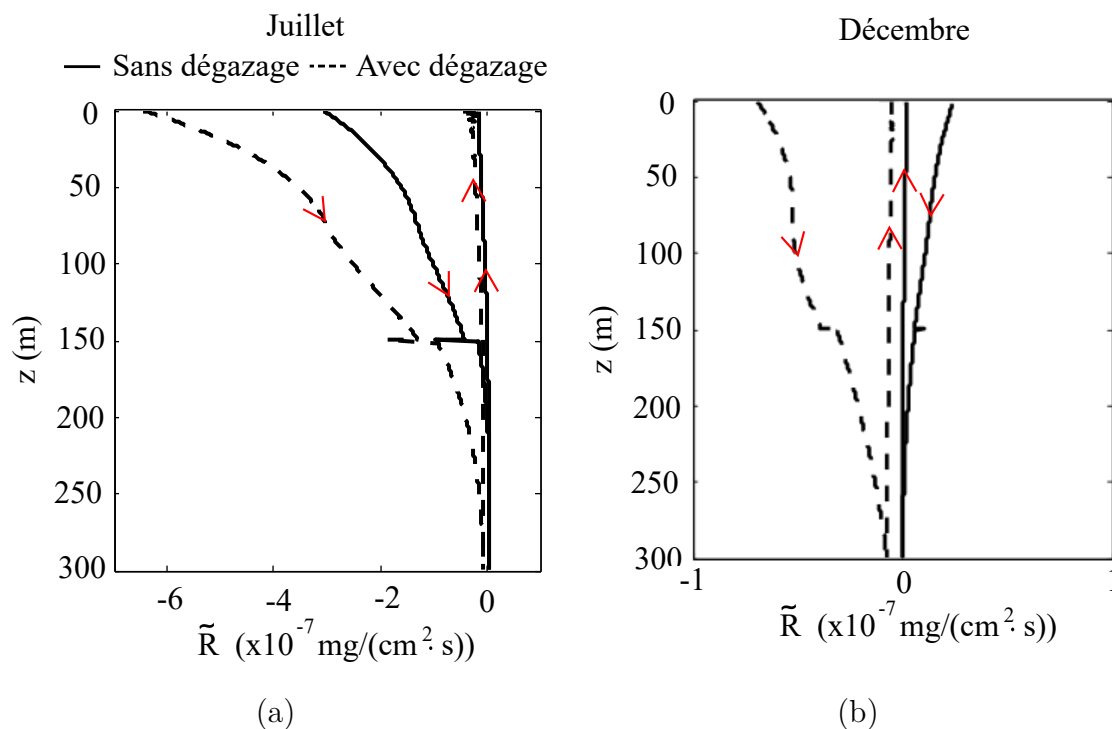 Juillet
Sans dégazage Avec dégazage
0
50
100
150
200
250
300
z (m)
-6 -4 -2 0
R̃ (x10⁻⁷ mg/(cm²· s))
(a)
Décembre
0
50
100
150
200
250
300
z (m)
-1 0 1
R̃ (x10⁻⁷ mg/(cm²· s))
(b)